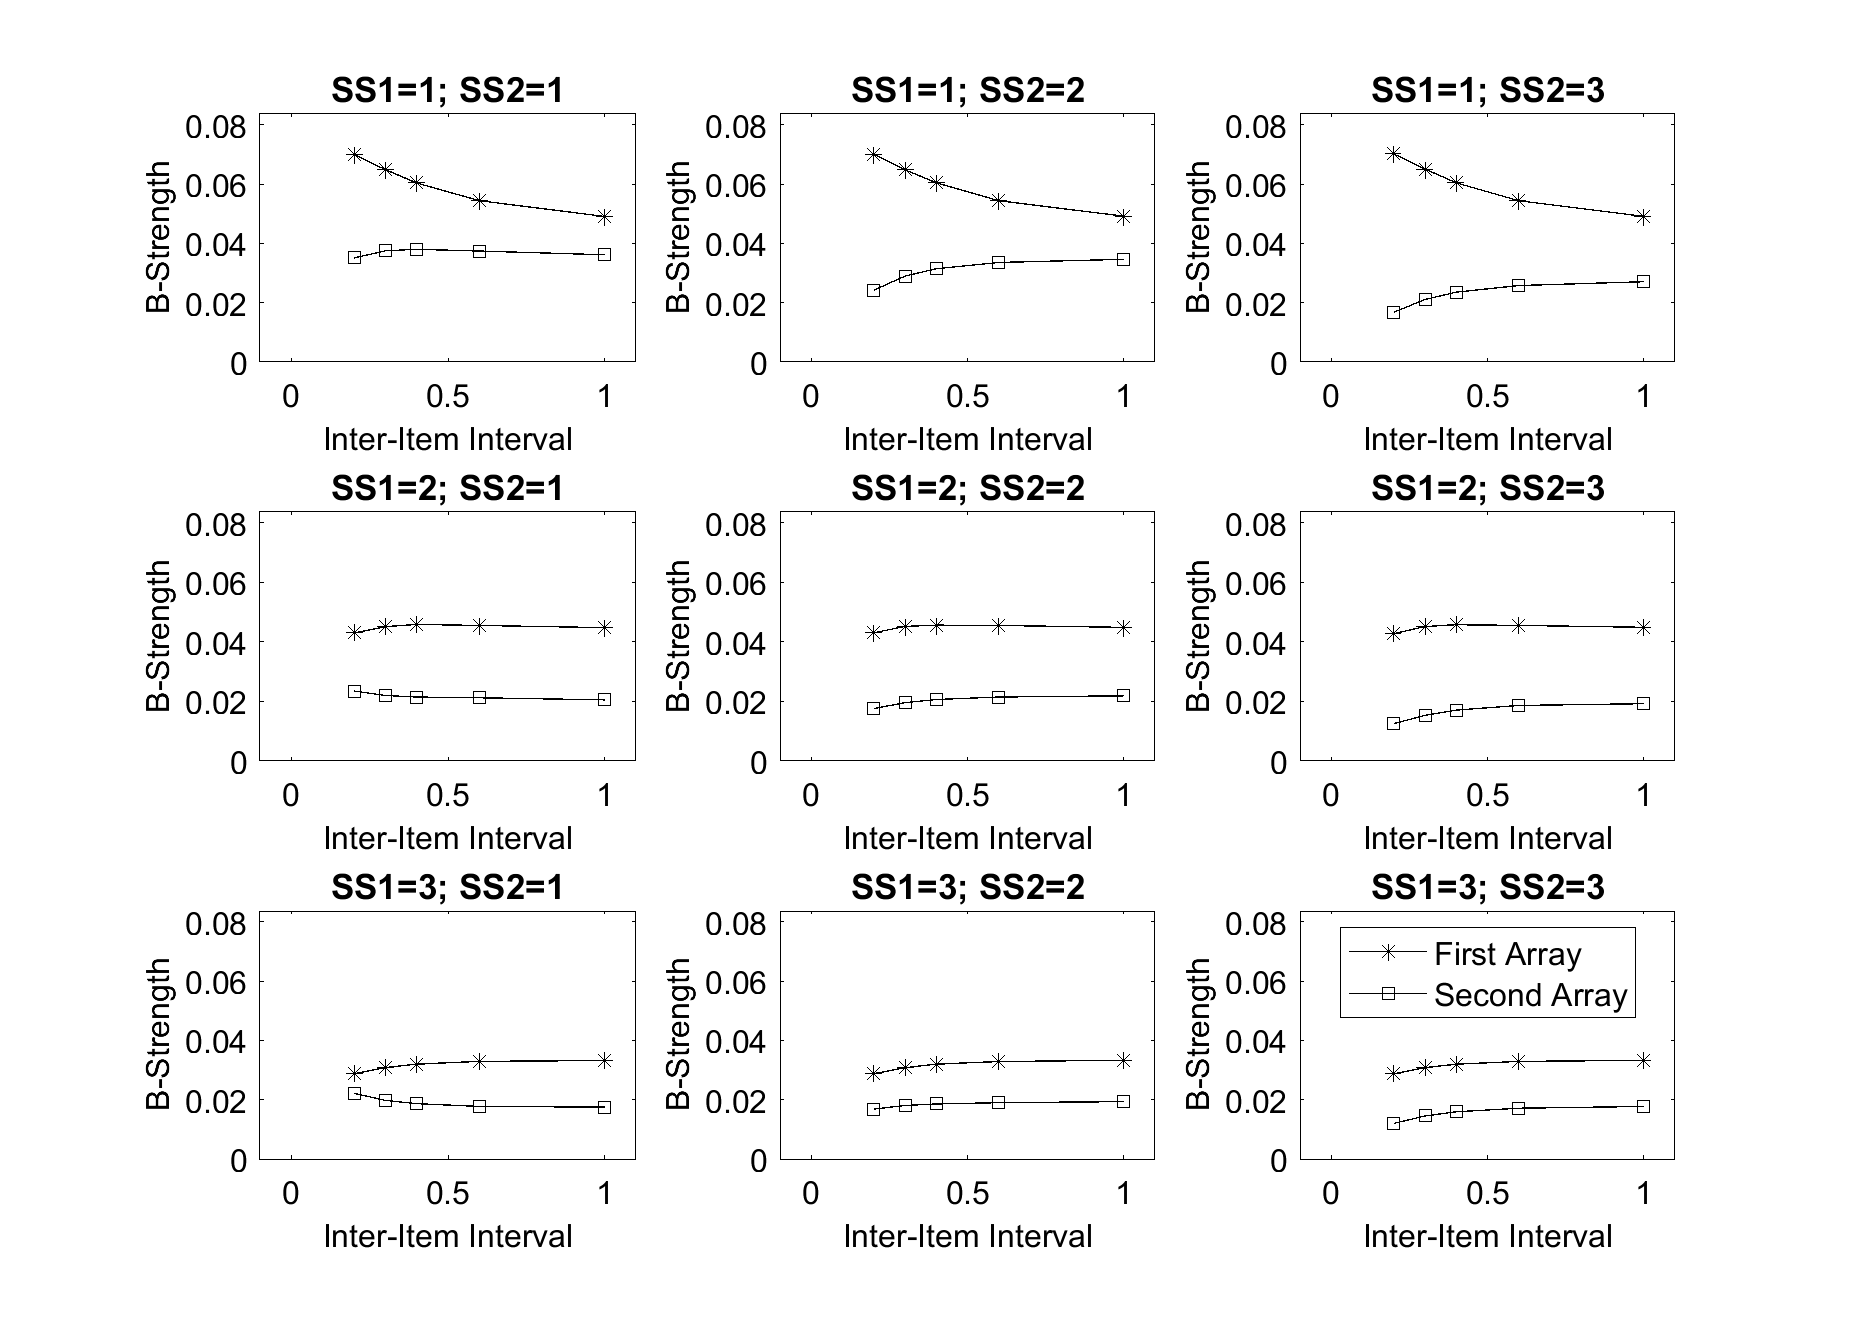 SS1=1; SS2=1
B-Strength
0.08
0.06
0.04
0.02
0
0 0.5 1
Inter-Item Interval
SS1=1; SS2=2
B-Strength
0.08
0.06
0.04
0.02
0
0 0.5 1
Inter-Item Interval
SS1=1; SS2=3
B-Strength
0.08
0.06
0.04
0.02
0
0 0.5 1
Inter-Item Interval
SS1=2; SS2=1
B-Strength
0.08
0.06
0.04
0.02
0
0 0.5 1
Inter-Item Interval
SS1=2; SS2=2
B-Strength
0.08
0.06
0.04
0.02
0
0 0.5 1
Inter-Item Interval
SS1=2; SS2=3
B-Strength
0.08
0.06
0.04
0.02
0
0 0.5 1
Inter-Item Interval
SS1=3; SS2=1
B-Strength
0.08
0.06
0.04
0.02
0
0 0.5 1
Inter-Item Interval
SS1=3; SS2=2
B-Strength
0.08
0.06
0.04
0.02
0
0 0.5 1
Inter-Item Interval
SS1=3; SS2=3
B-Strength
0.08
0.06
0.04
0.02
0
First Array
Second Array
0 0.5 1
Inter-Item Interval